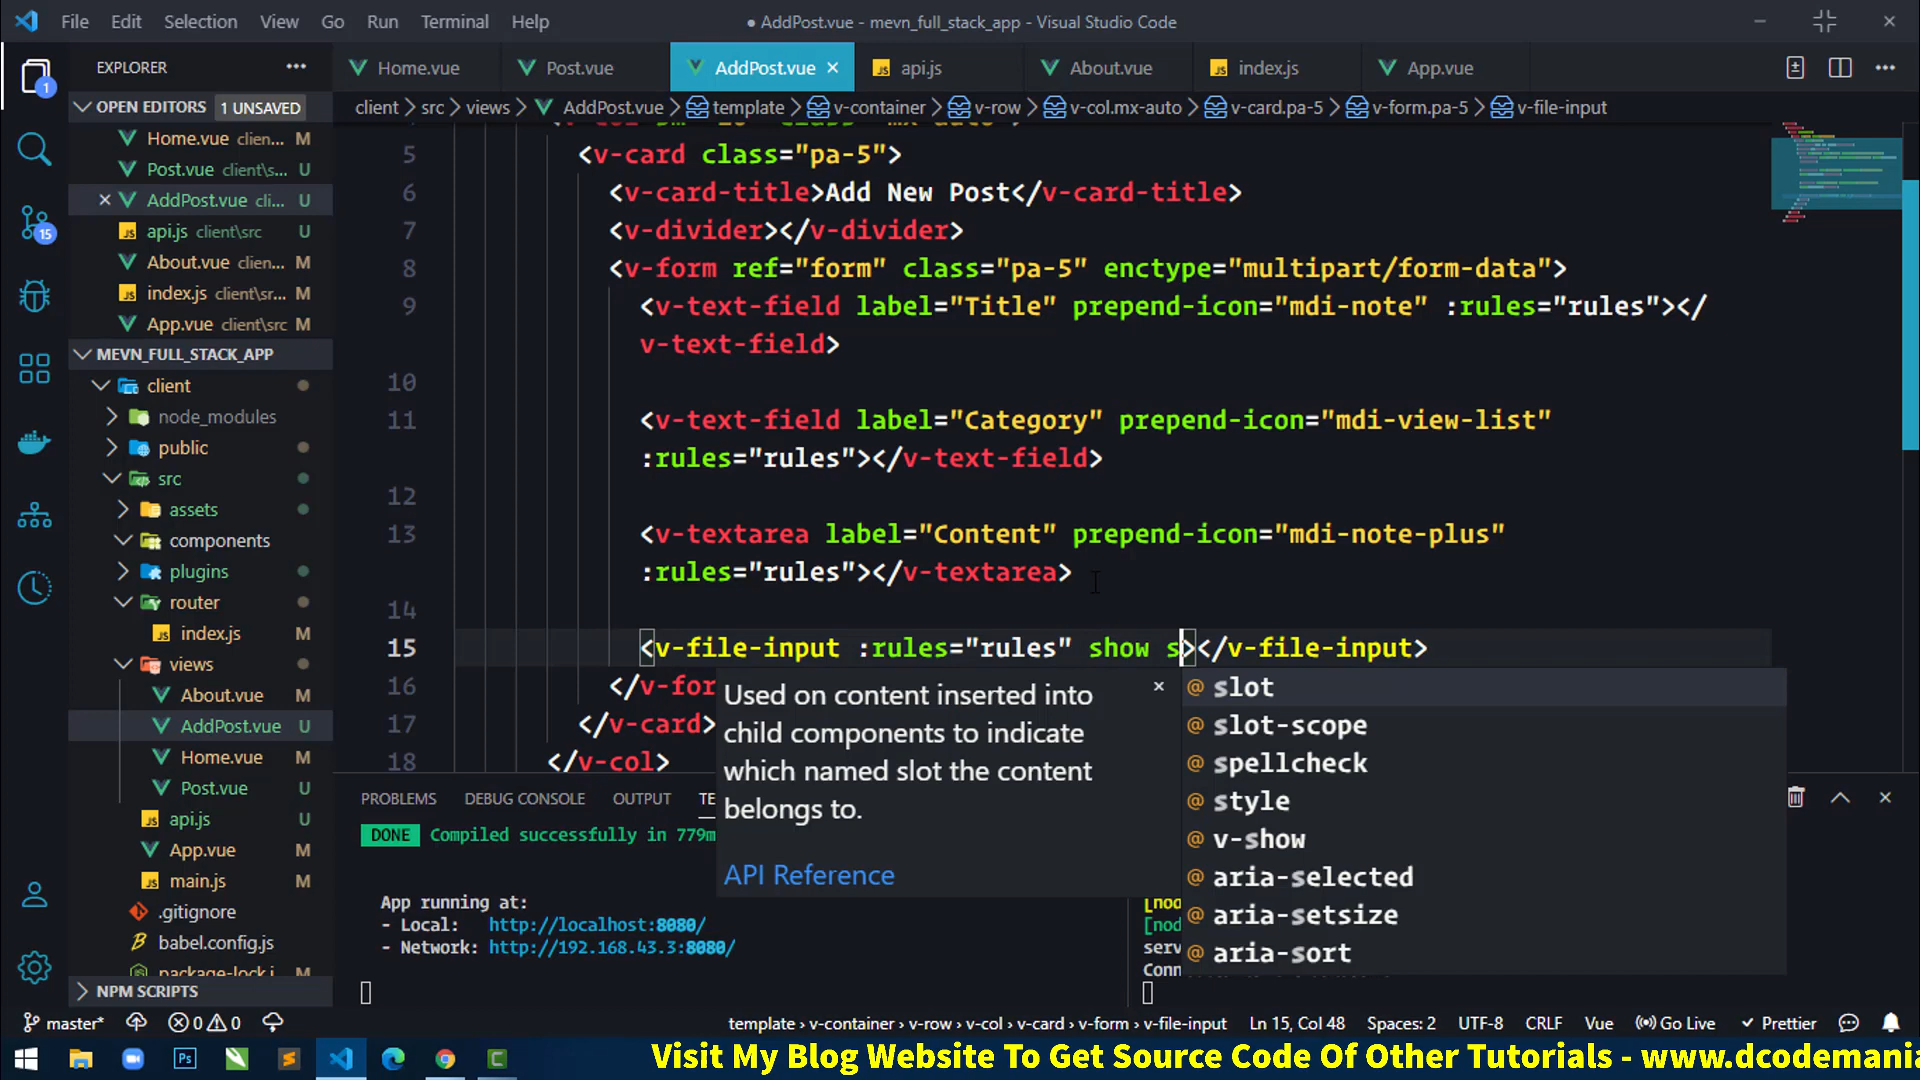 File Edit Selection View Go Run Terminal Help
● AddPost.vue - mevn_full_stack_app - Visual Studio Code
EXPLORER
Home.vue
Post.vue
AddPost.vue
api.js
About.vue
index.js
App.vue
OPEN EDITORS 1 UNSAVED
client > src > views > AddPost.vue > template > v-container > v-row > v-col.mx-auto > v-card.pa-5 > v-form.pa-5 > v-file-input
Home.vue clien... M
Post.vue client\s... U
AddPost.vue cli... U
api.js client\src U
About.vue clien... M
index.js client\sr... M
App.vue client\src M
MEVN_FULL_STACK_APP
client
node_modules
public
src
assets
components
plugins
router
index.js M
views
About.vue M
AddPost.vue U
Home.vue M
Post.vue U
api.js U
App.vue M
main.js M
.gitignore
babel.config.js
package-lock.j M
NPM SCRIPTS
5 <v-card class="pa-5">
6 <v-card-title>Add New Post</v-card-title>
7 <v-divider></v-divider>
8 <v-form ref="form" class="pa-5" enctype="multipart/form-data">
9 <v-text-field label="Title" prepend-icon="mdi-note" :rules="rules"></
v-text-field>
10
11 <v-text-field label="Category" prepend-icon="mdi-view-list"
:rules="rules"></v-text-field>
12
13 <v-textarea label="Content" prepend-icon="mdi-note-plus"
:rules="rules"></v-textarea>
14
15 <v-file-input :rules="rules" show s></v-file-input>
16 </v-for
17 </v-card>
18 </v-col>
Used on content inserted into
child components to indicate
which named slot the content
belongs to.
API Reference
slot
slot-scope
spellcheck
style
v-show
aria-selected
aria-setsize
aria-sort
PROBLEMS DEBUG CONSOLE OUTPUT TE
DONE Compiled successfully in 779m
App running at:
- Local: http://localhost:8080/
- Network: http://192.168.43.3:8080/
[nod
[nod
serv
Conn
master* 0 0
template › v-container › v-row › v-col › v-card › v-form › v-file-input Ln 15, Col 48 Spaces: 2 UTF-8 CRLF Vue Go Live Prettier
Visit My Blog Website To Get Source Code Of Other Tutorials - www.dcodemania